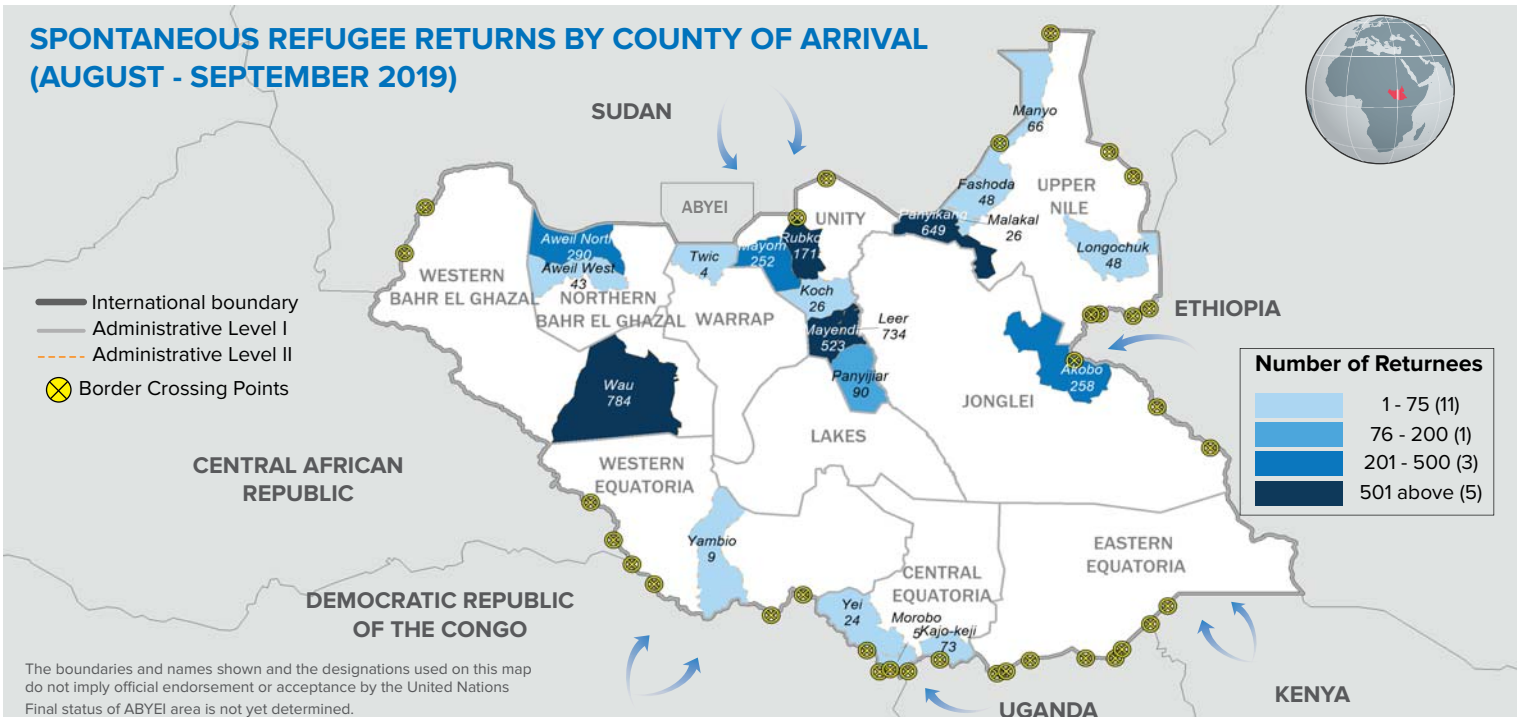 SPONTANEOUS REFUGEE RETURNS BY COUNTY OF ARRIVAL
(AUGUST - SEPTEMBER 2019)
SUDAN
Manyo
66
Fashoda
48
UPPER
NILE
ABYEI
UNITY
Panyikang
649
Malakal
26
Longochuk
48
Aweil North
290
Aweil West
43
Twic
4
Mayom
252
Rubko
171
WESTERN
BAHR EL GHAZAL
NORTHERN
BAHR EL GHAZAL
WARRAP
Koch
26
Mayendi
523
Leer
734
ETHIOPIA
International boundary
Administrative Level I
Administrative Level II
Border Crossing Points
Wau
784
Panyijiar
90
Akobo
258
JONGLEI
LAKES
Number of Returnees
1 - 75 (11)
76 - 200 (1)
201 - 500 (3)
501 above (5)
CENTRAL AFRICAN
REPUBLIC
WESTERN
EQUATORIA
Yambio
9
EASTERN
EQUATORIA
CENTRAL
EQUATORIA
DEMOCRATIC REPUBLIC
OF THE CONGO
Yei
24
Morobo
5
Kajo-keji
73
The boundaries and names shown and the designations used on this map
do not imply official endorsement or acceptance by the United Nations
Final status of ABYEI area is not yet determined.
UGANDA
KENYA